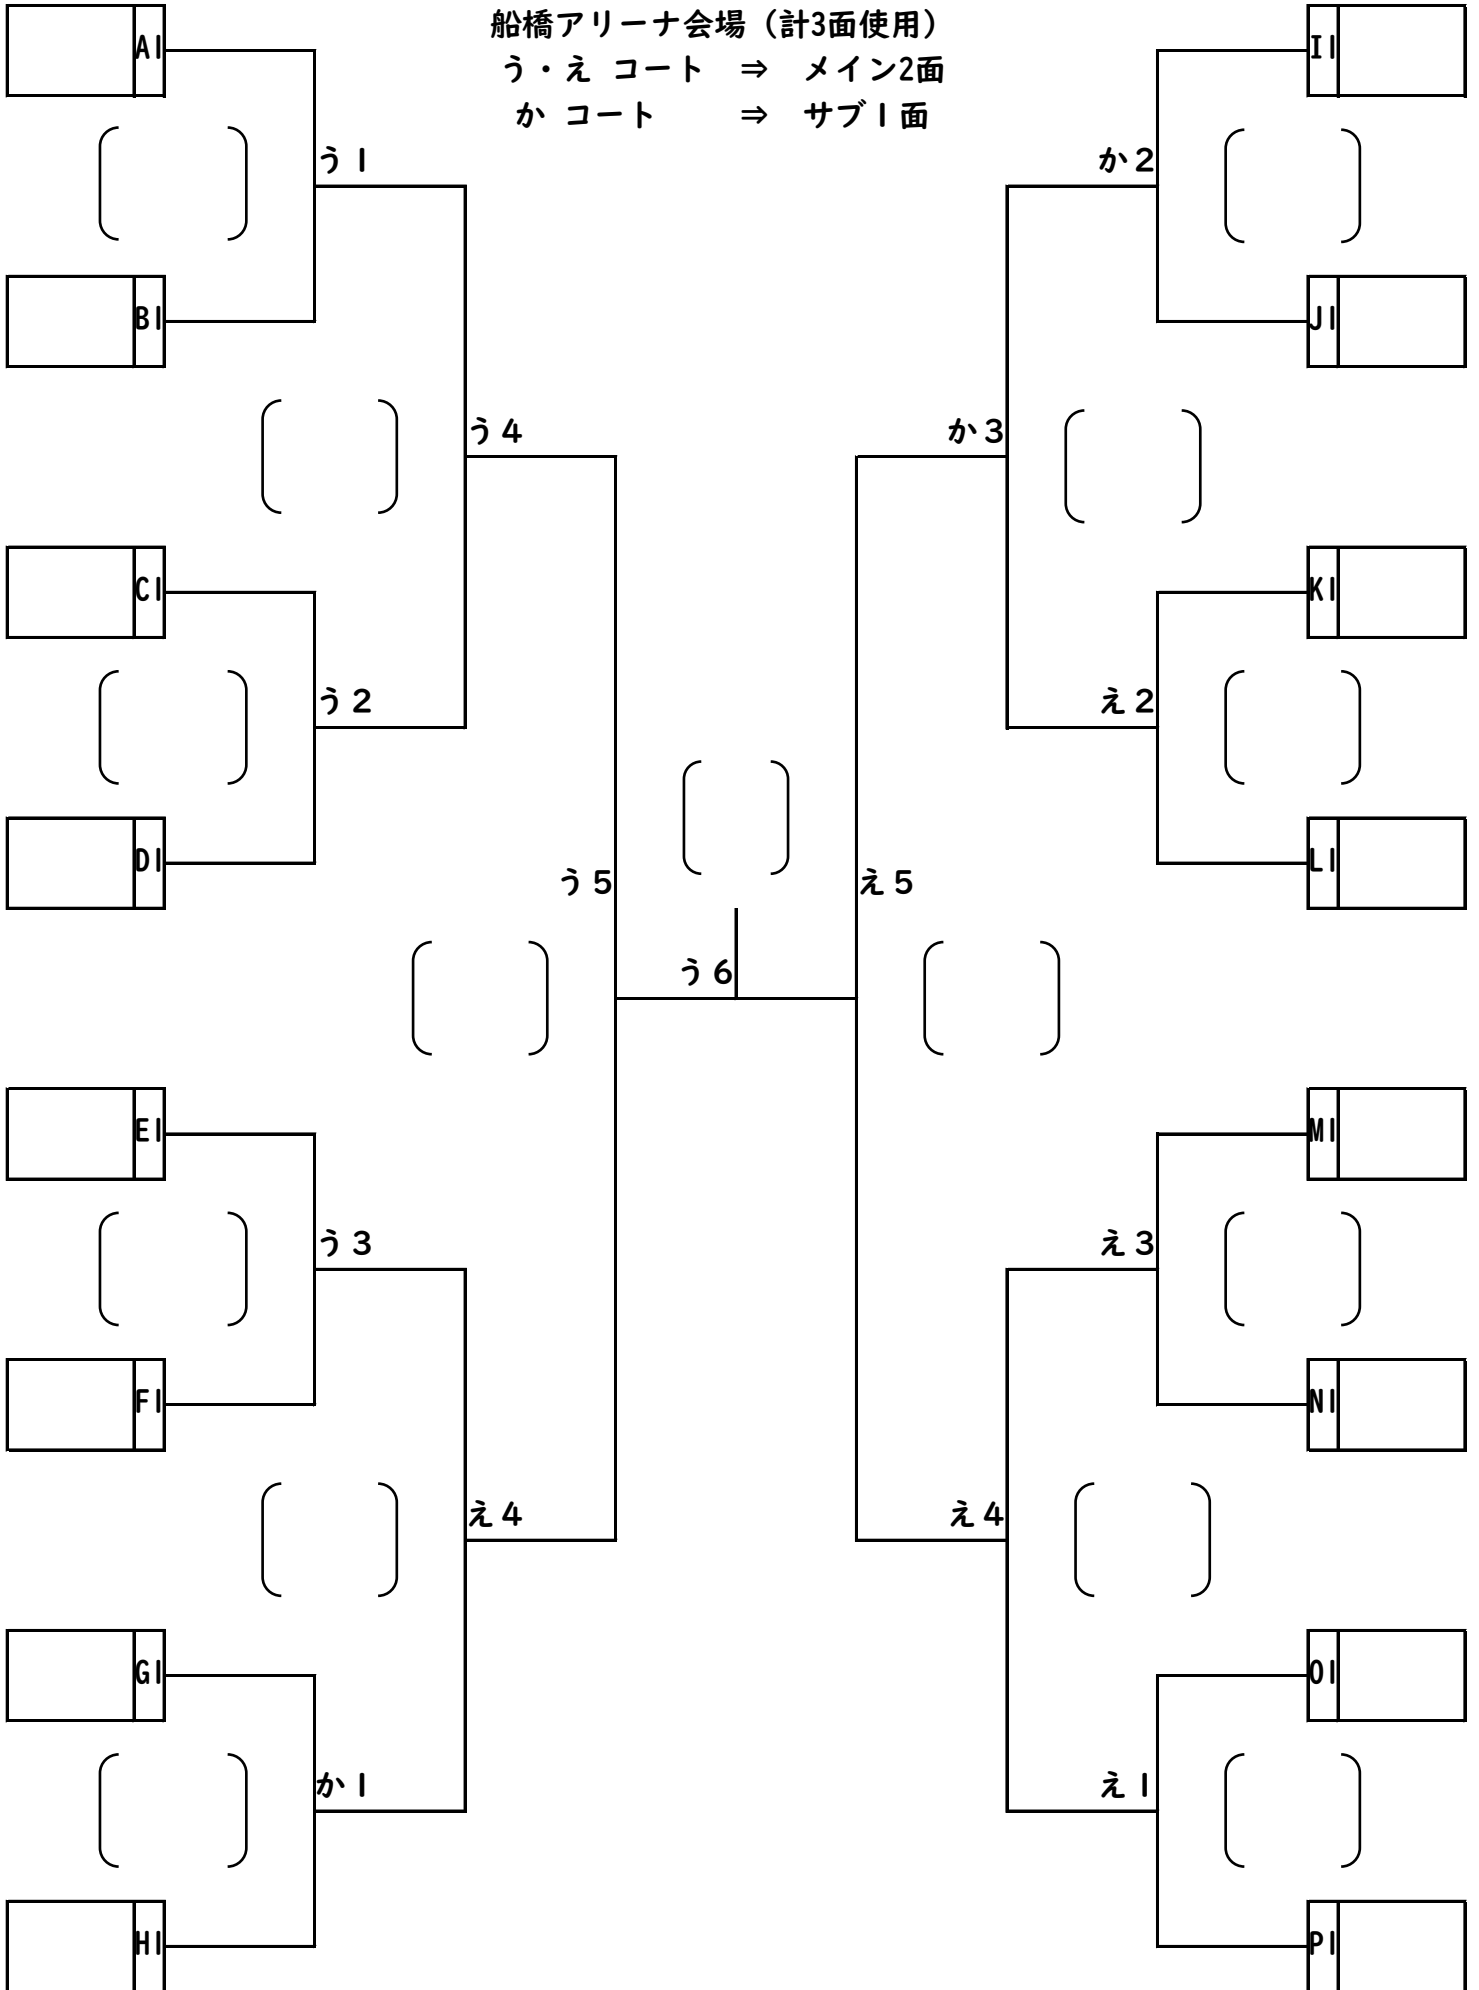 船橋アリーナ会場（計3面使用）
う・え コート ⇒ メイン2面
か コート ⇒ サブ1面
A1
I1
う1
か2
B1
J1
う4
か3
C1
K1
う2
え2
D1
L1
う5
え5
う6
E1
M1
う3
え3
F1
N1
え4
え4
G1
O1
か1
え1
H1
P1